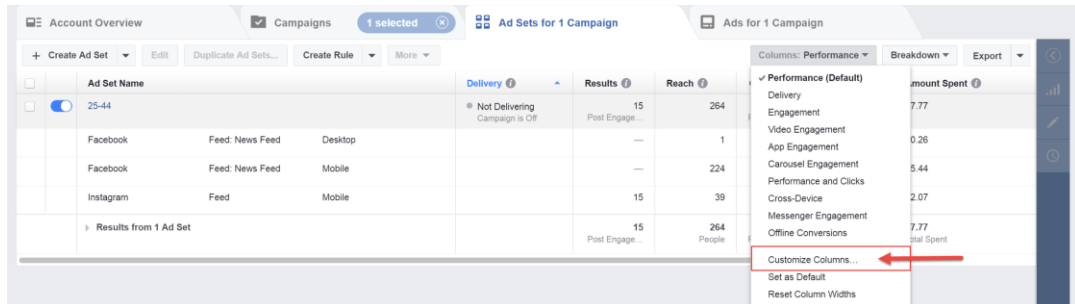 Account Overview
Campaigns
1 selected
Ad Sets for 1 Campaign
Ads for 1 Campaign
+ Create Ad Set
Edit
Duplicate Ad Sets...
Create Rule
More
Columns: Performance
Breakdown
Export
Ad Set Name
Delivery
Results
Reach
Amount Spent
25-44
Not Delivering
Campaign is Off
15
Post Engage...
264
7.77
Facebook Feed: News Feed Desktop — 1 0.26
Facebook Feed: News Feed Mobile — 224 5.44
Instagram Feed Mobile 15 39 2.07
Results from 1 Ad Set
15
Post Engage...
264
People
7.77
Spent
Performance (Default)
Delivery
Engagement
Video Engagement
App Engagement
Carousel Engagement
Performance and Clicks
Cross-Device
Messenger Engagement
Offline Conversions
Customize Columns...
Set as Default
Reset Column Widths